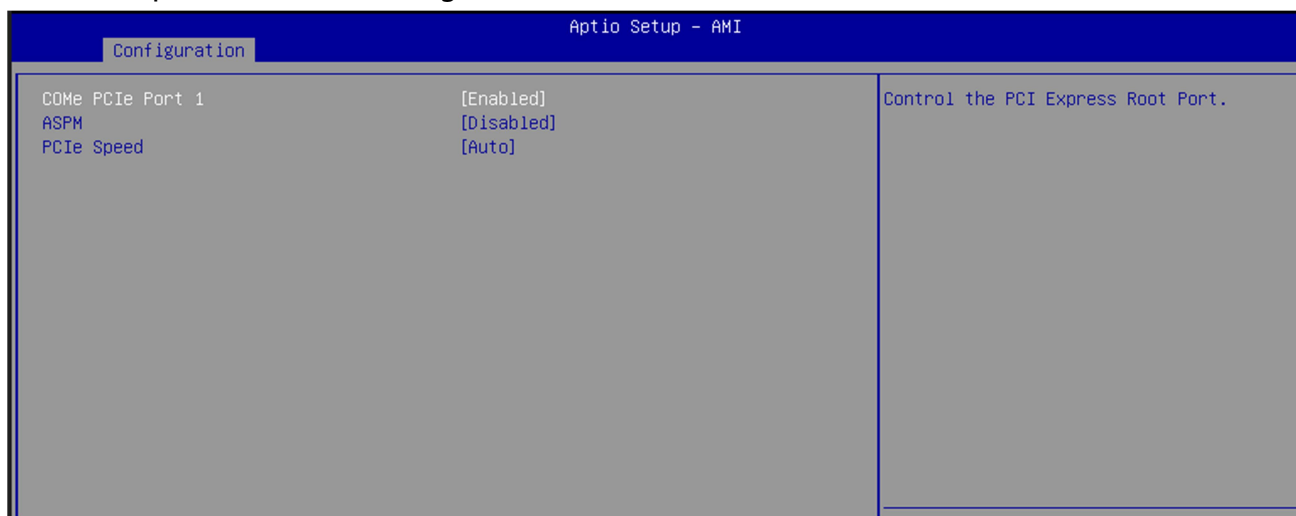 Aptio Setup - AMI
Configuration
COMe PCIe Port 1 [Enabled]
ASPM [Disabled]
PCIe Speed [Auto]
Control the PCI Express Root Port.